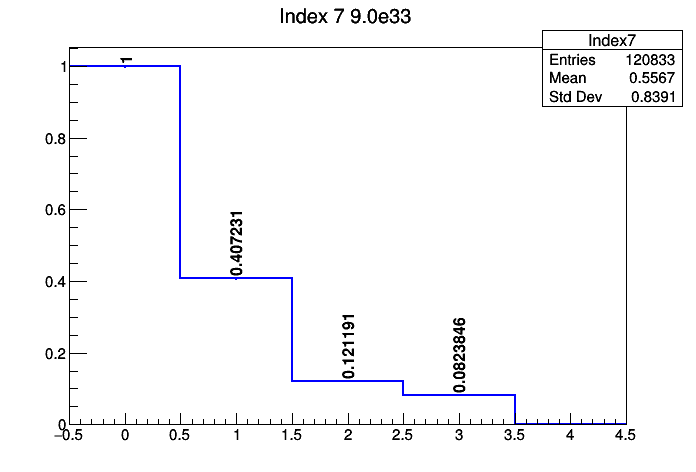 Index 7 9.0e33
Index7
Entries 120833
Mean 0.5567
Std Dev 0.8391
1
0.407231
0.121191
0.0823846
1
0.8
0.6
0.4
0.2
0
−0.5 0 0.5 1 1.5 2 2.5 3 3.5 4 4.5